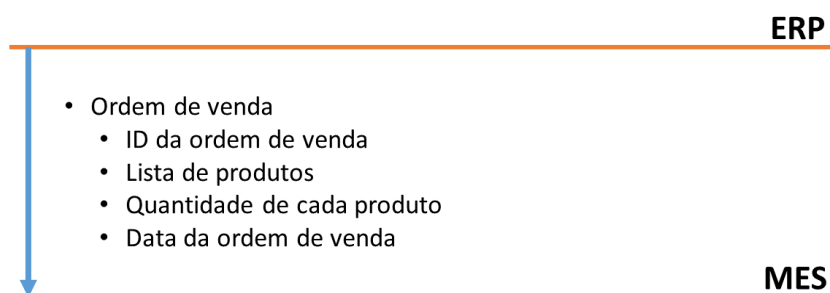 ERP
• Ordem de venda
• ID da ordem de venda
• Lista de produtos
• Quantidade de cada produto
• Data da ordem de venda
MES